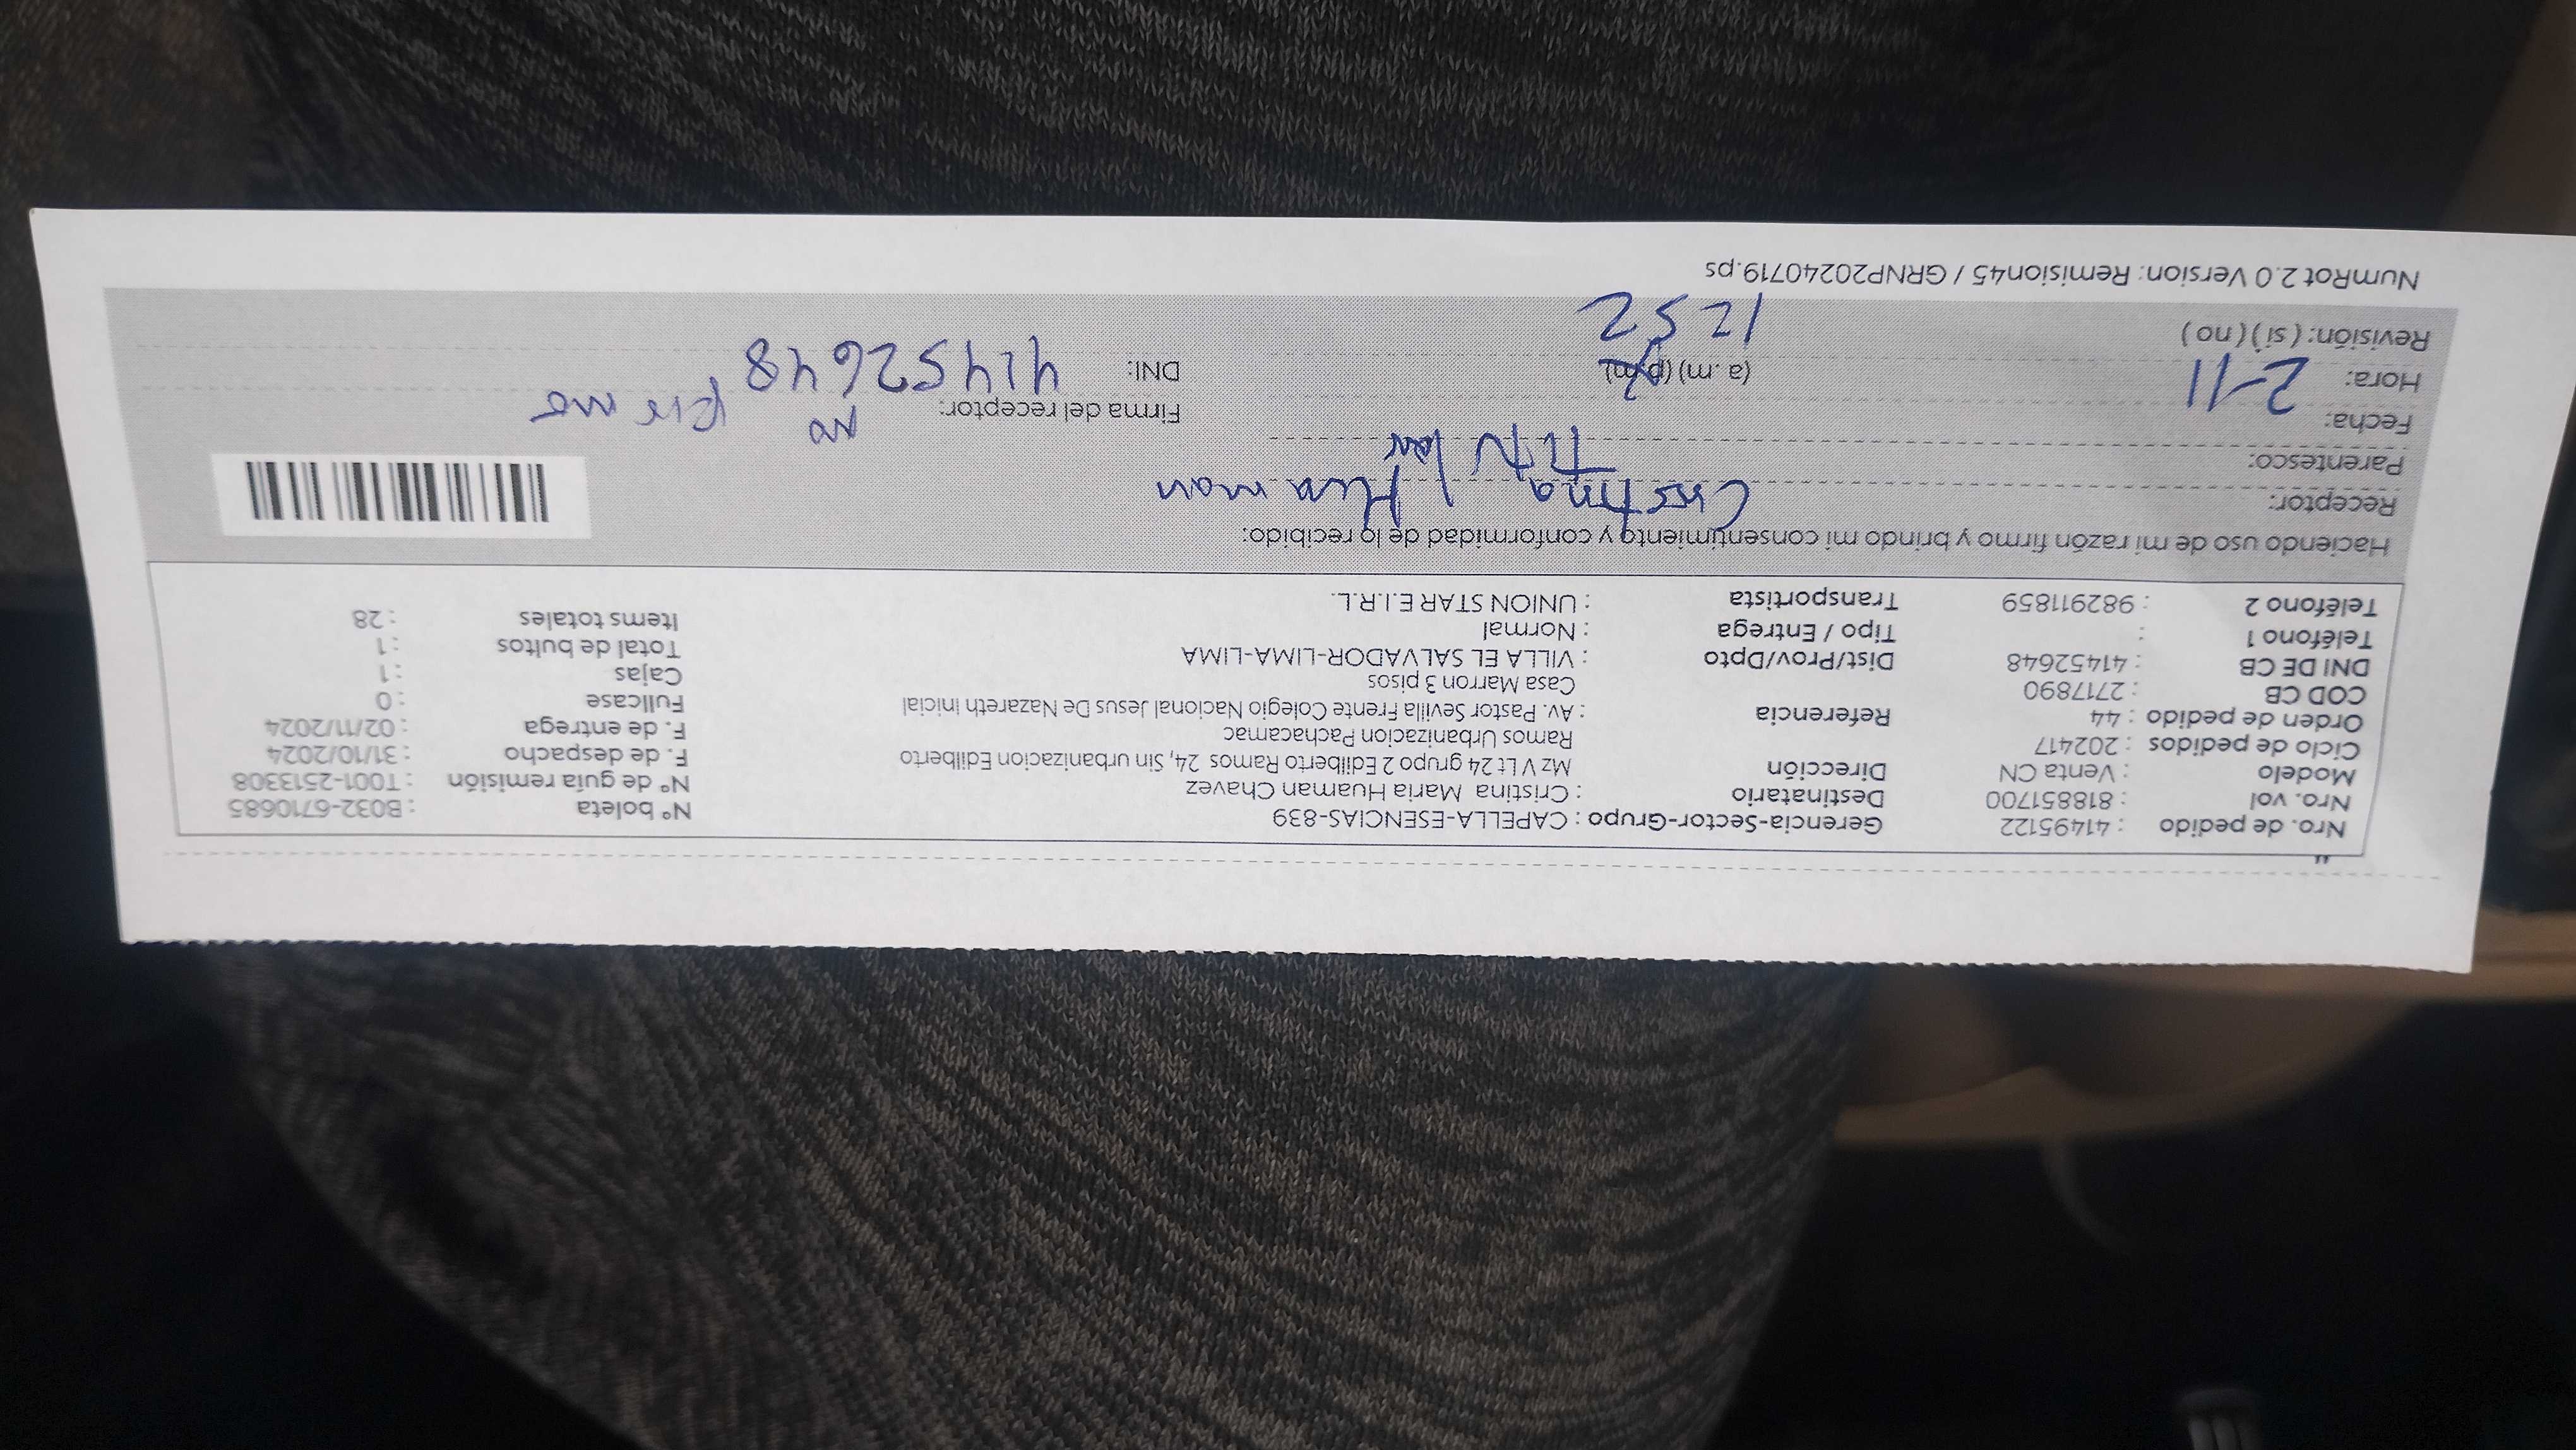 Nro. de pedido : 41495122 Gerencia-Sector-Grupo : CAPELLA-ESENCIAS-839 N° boleta : B032-6710685
Nro. vol : 818851700 Destinatario : Cristina Maria Huaman Chavez N° de guía remisión : T001-2513308
Modelo : Venta CN Dirección Mz V Lt 24 grupo 2 Edilberto Ramos 24, Sin urbanizacion Edilberto F. de despacho : 31/10/2024
Ciclo de pedidos : 202417 Ramos Urbanizacion Pachacamac F. de entrega : 02/11/2024
Orden de pedido : 44 Referencia : Av. Pastor Sevilla Frente Colegio Nacional Jesus De Nazareth Inicial Fullcase : 0
COD CB : 2717890 Casa Marron 3 pisos Cajas : 1
DNI DE CB : 41452648 Dist/Prov/Dpto : VILLA EL SALVADOR-LIMA-LIMA Total de bultos : 1
Teléfono 1 : Tipo / Entrega : Normal Items totales : 28
Teléfono 2 : 982911859 Transportista : UNION STAR E.I.R.L.
Haciendo uso de mi razón firmo y brindo mi consentimiento y conformidad de lo recibido:
Receptor: Cristina Huaman
Parentesco: Titular
Fecha: 2-11 Firma del receptor: no firmo
Hora: (a.m) (p.m) 1252 DNI: 41452648
Revisión: ( si ) ( no )
NumRot 2.0 Version: Remision45 / GRNP20240719.ps